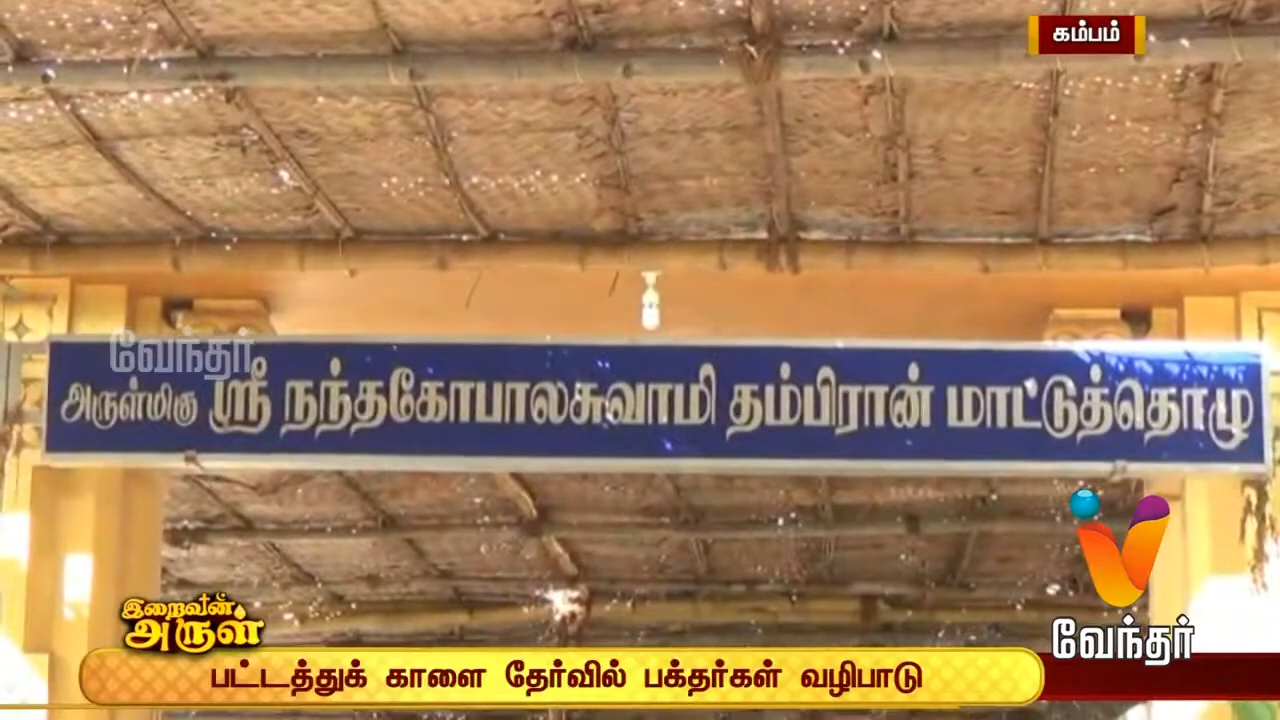 கம்பம்
வேந்தர்
அருள்மிகு ஸ்ரீ நந்தகோபாலசுவாமி தம்பிரான் மாட்டுத்தொழு
இறைவன்
அருள்
வேந்தர்
பட்டத்துக் காளை தேர்வில் பக்தர்கள் வழிபாடு